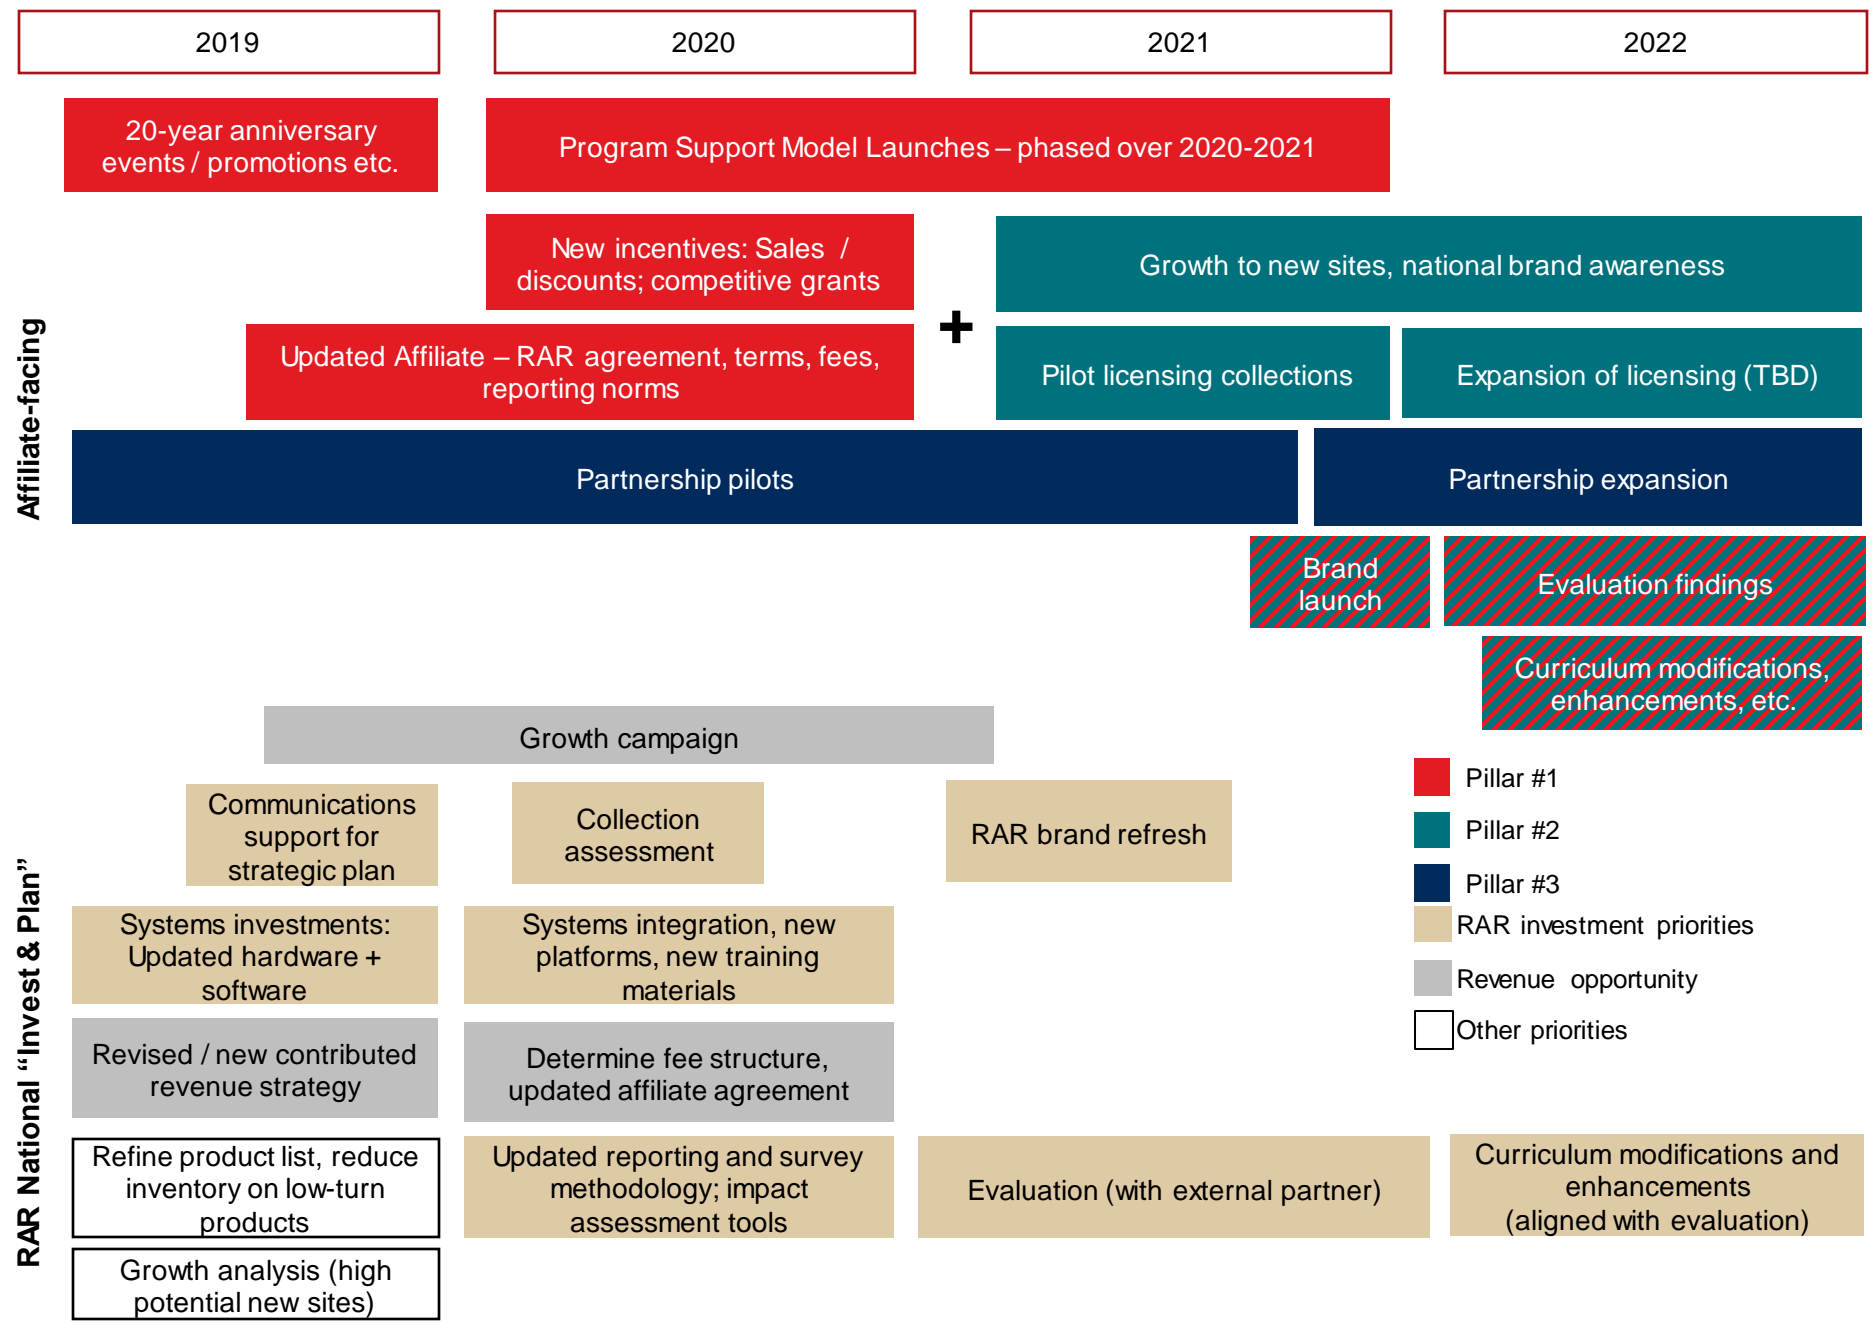 2019
2020
2021
2022
20-year anniversary
events / promotions etc.
Program Support Model Launches – phased over 2020-2021
New incentives: Sales /
discounts; competitive grants
Growth to new sites, national brand awareness
+
Updated Affiliate – RAR agreement, terms, fees,
reporting norms
Pilot licensing collections
Expansion of licensing (TBD)
Affiliate-facing
Partnership pilots
Partnership expansion
Brand
launch
Evaluation findings
Curriculum modifications,
enhancements, etc.
Growth campaign
Communications
support for
strategic plan
Collection
assessment
RAR brand refresh
Pillar #1
Pillar #2
Pillar #3
RAR investment priorities
Revenue opportunity
Other priorities
RAR National “Invest & Plan”
Systems investments:
Updated hardware +
software
Systems integration, new
platforms, new training
materials
Revised / new contributed
revenue strategy
Determine fee structure,
updated affiliate agreement
Refine product list, reduce
inventory on low-turn
products
Updated reporting and survey
methodology; impact
assessment tools
Evaluation (with external partner)
Curriculum modifications and
enhancements
(aligned with evaluation)
Growth analysis (high
potential new sites)